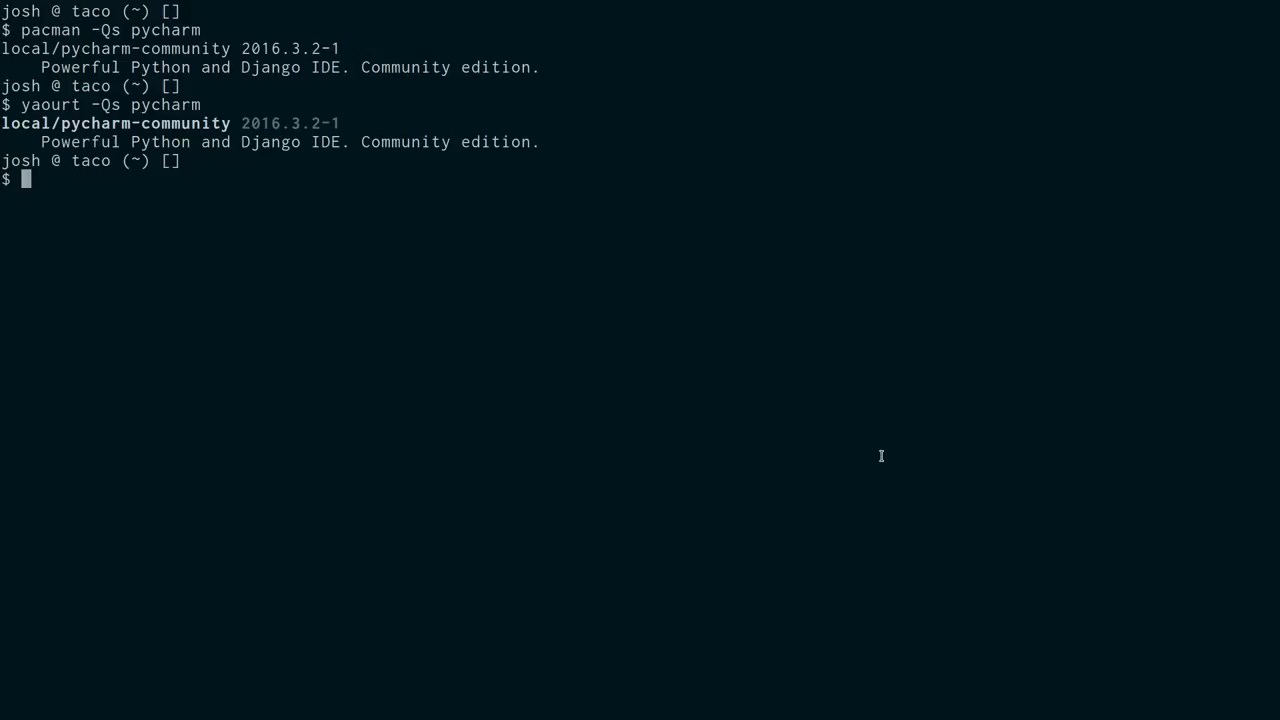 josh @ taco (~) []
$ pacman -Qs pycharm
local/pycharm-community 2016.3.2-1
    Powerful Python and Django IDE. Community edition.
josh @ taco (~) []
$ yaourt -Qs pycharm
local/pycharm-community 2016.3.2-1
    Powerful Python and Django IDE. Community edition.
josh @ taco (~) []
$